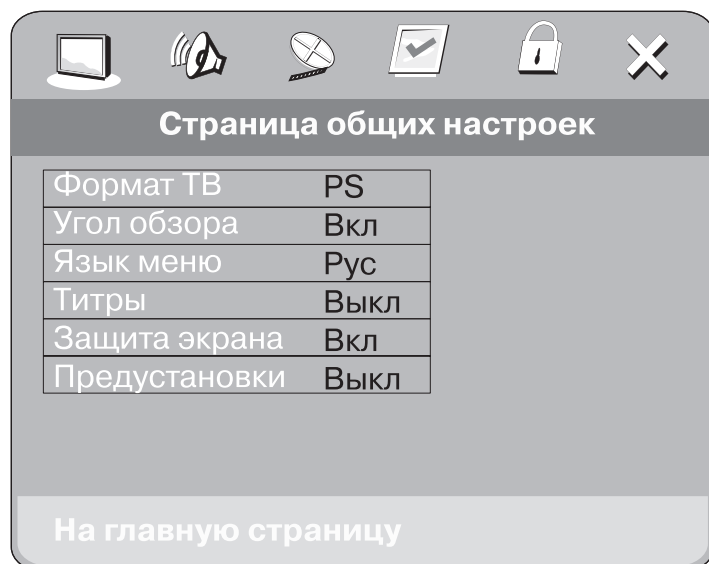 Страница общих настроек
Формат ТВ PS
Угол обзора Вкл
Язык меню Рус
Титры Выкл
Защита экрана Вкл
Предустановки Выкл
На главную страницу